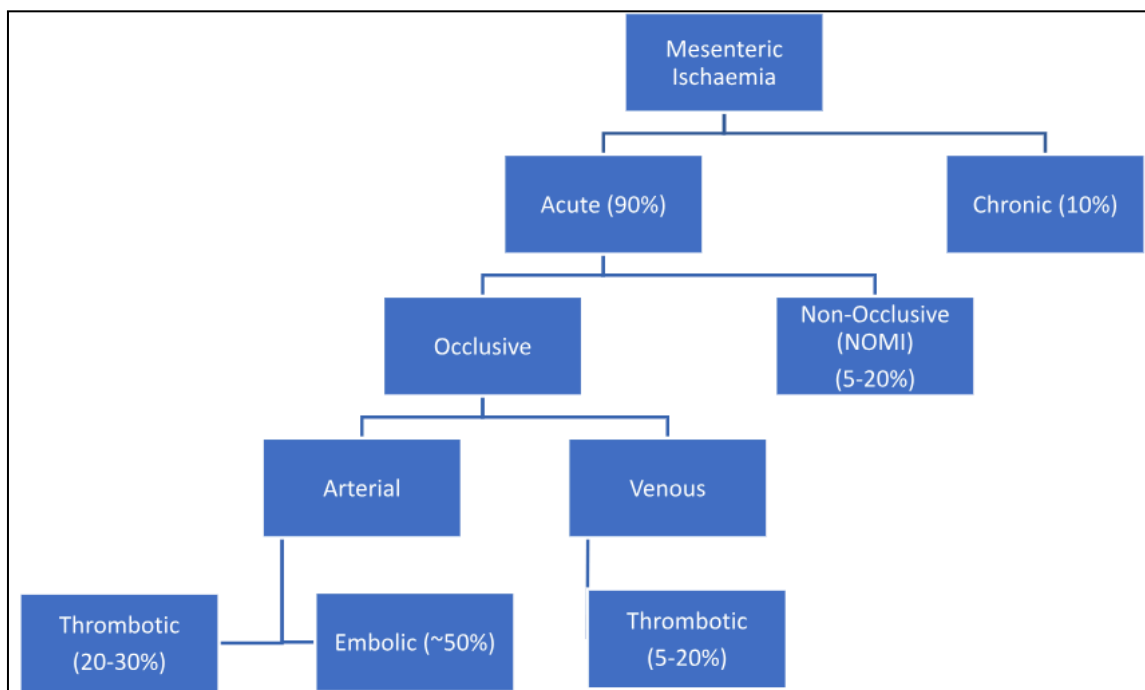 Mesenteric
Ischaemia
Acute (90%)
Chronic (10%)
Occlusive
Non-Occlusive
(NOMI)
(5-20%)
Arterial
Venous
Thrombotic
(20-30%)
Embolic (~50%)
Thrombotic
(5-20%)